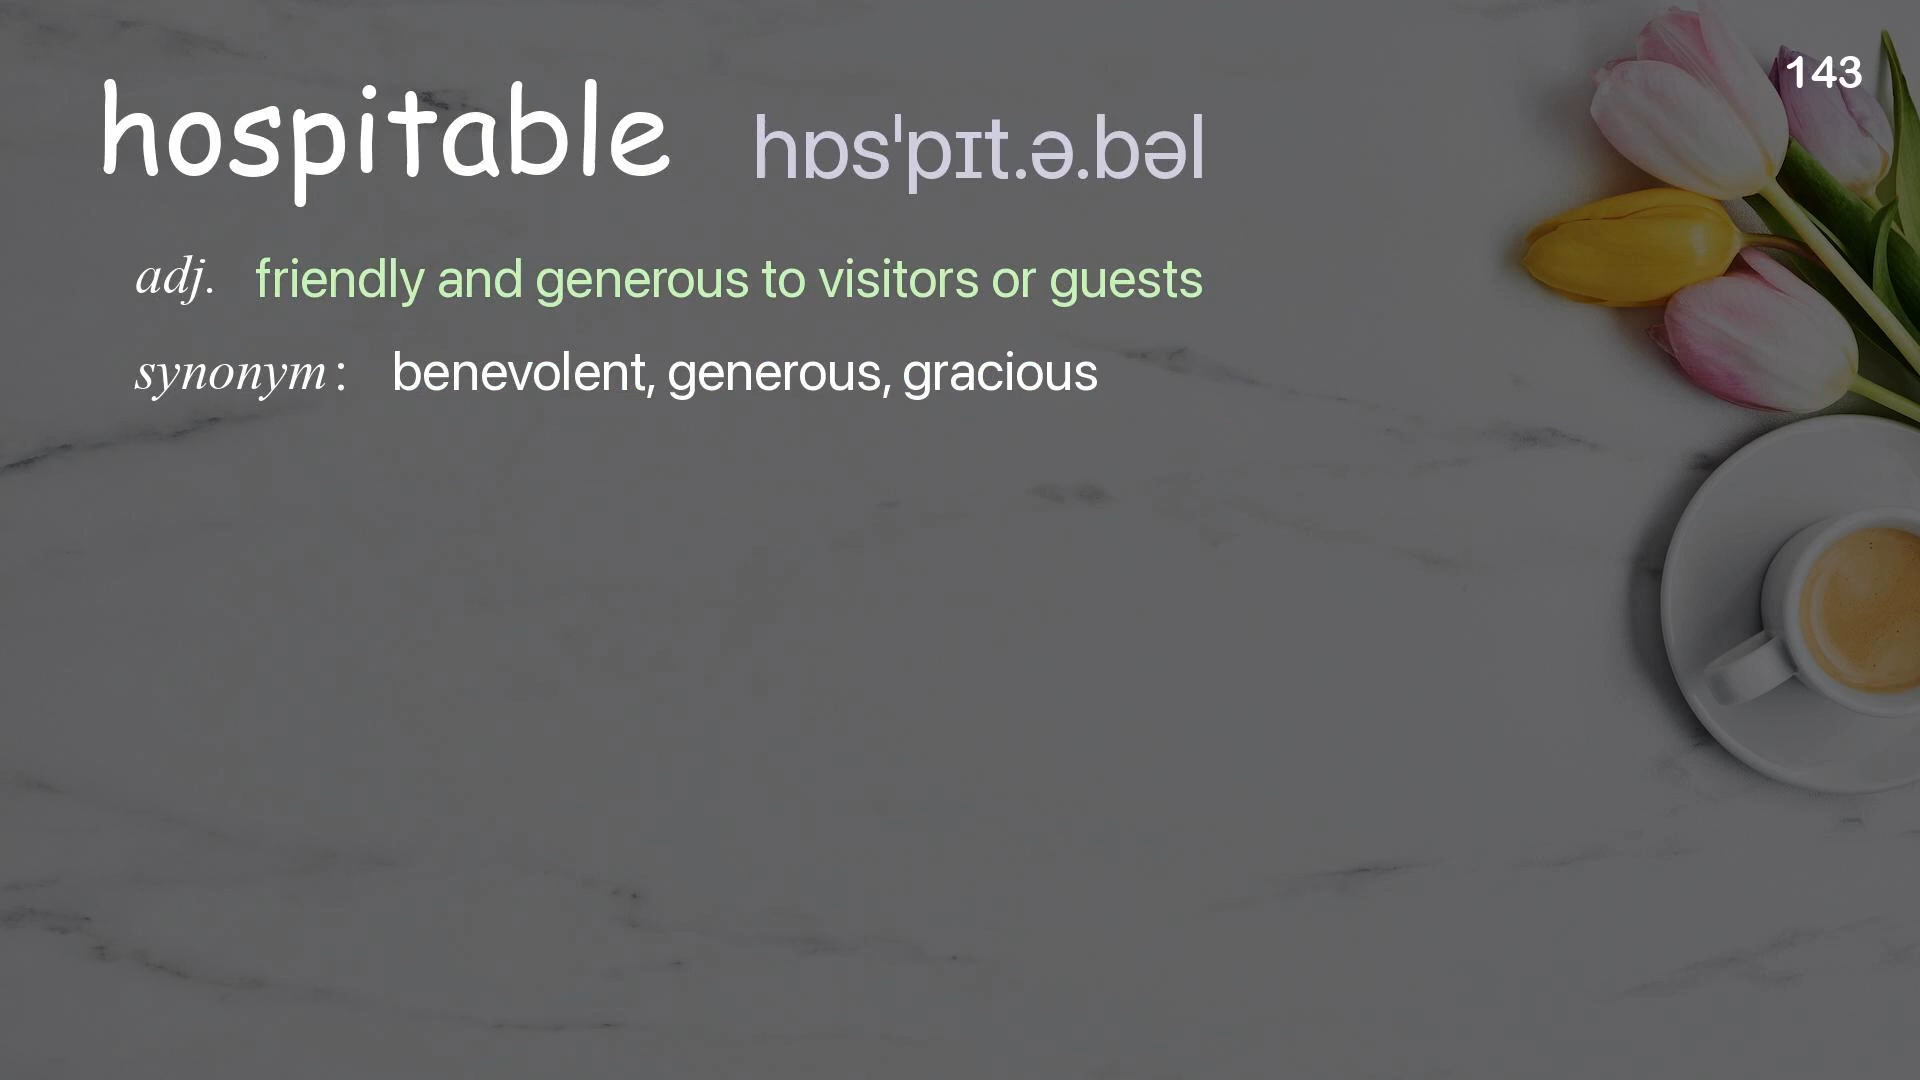 143
hospitable hɒsˈpɪt.ə.bəl
adj. friendly and generous to visitors or guests
synonym : benevolent, generous, gracious